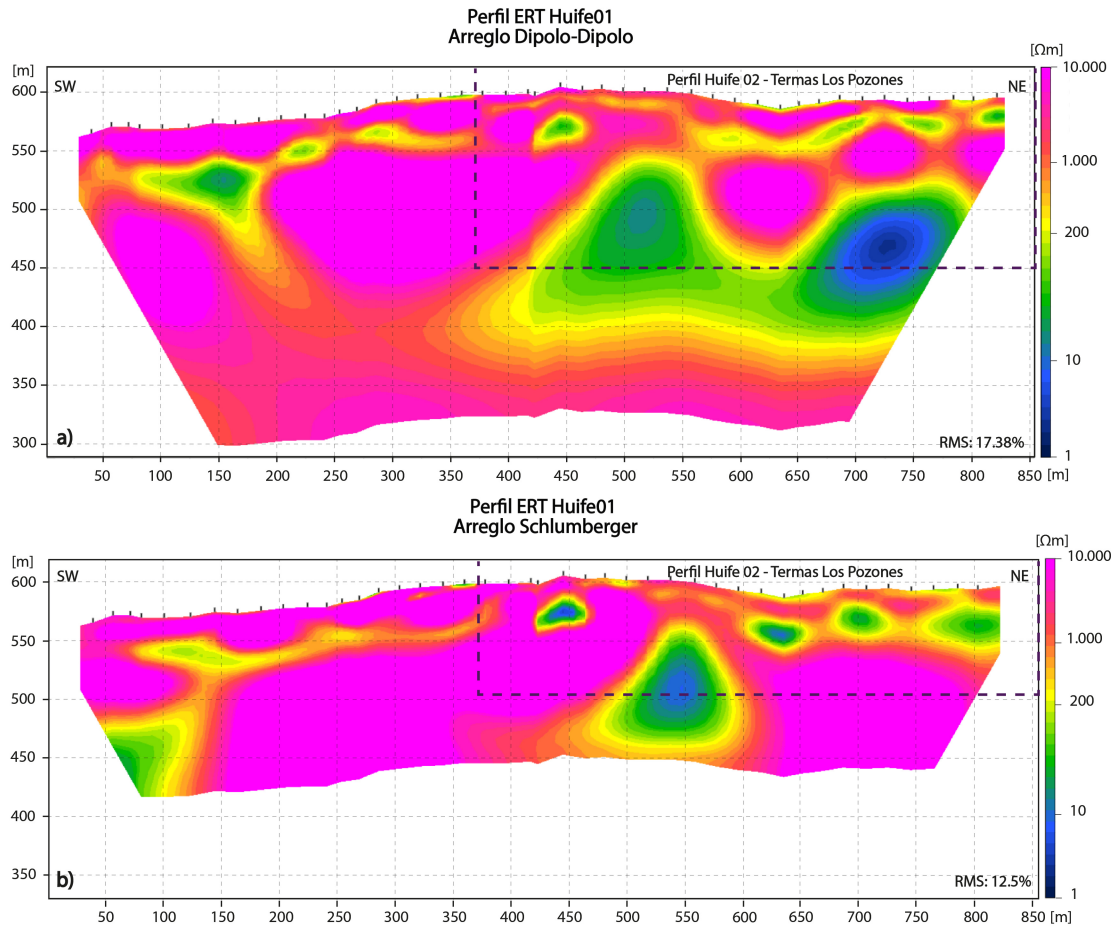 Perfil ERT Huife01
Arreglo Dipolo-Dipolo
[m]
[Ωm]
SW
Perfil Huife 02 - Termas Los Pozones
NE
600
550
500
450
400
350
300
10.000
1.000
200
10
1
a)
RMS: 17.38%
50 100 150 200 250 300 350 400 450 500 550 600 650 700 750 800 850 [m]
Perfil ERT Huife01
Arreglo Schlumberger
[m]
[Ωm]
SW
Perfil Huife 02 - Termas Los Pozones
NE
600
550
500
450
400
350
10.000
1.000
200
10
1
b)
RMS: 12.5%
50 100 150 200 250 300 350 400 450 500 550 600 650 700 750 800 850 [m]